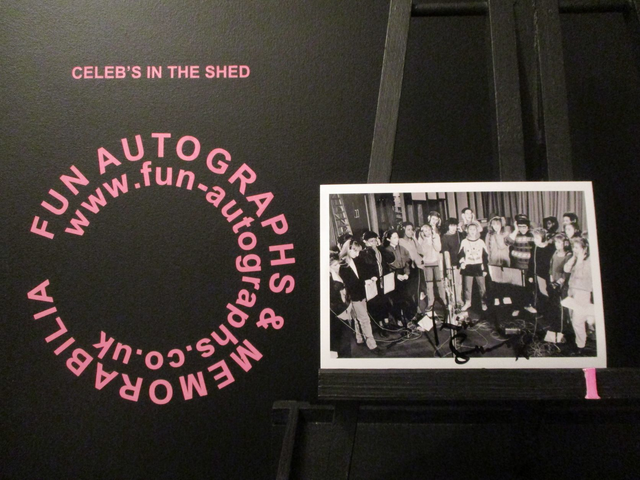 CELEB'S IN THE SHED
FUN AUTOGRAPHS & MEMORABILIA
www.fun-autographs.co.uk